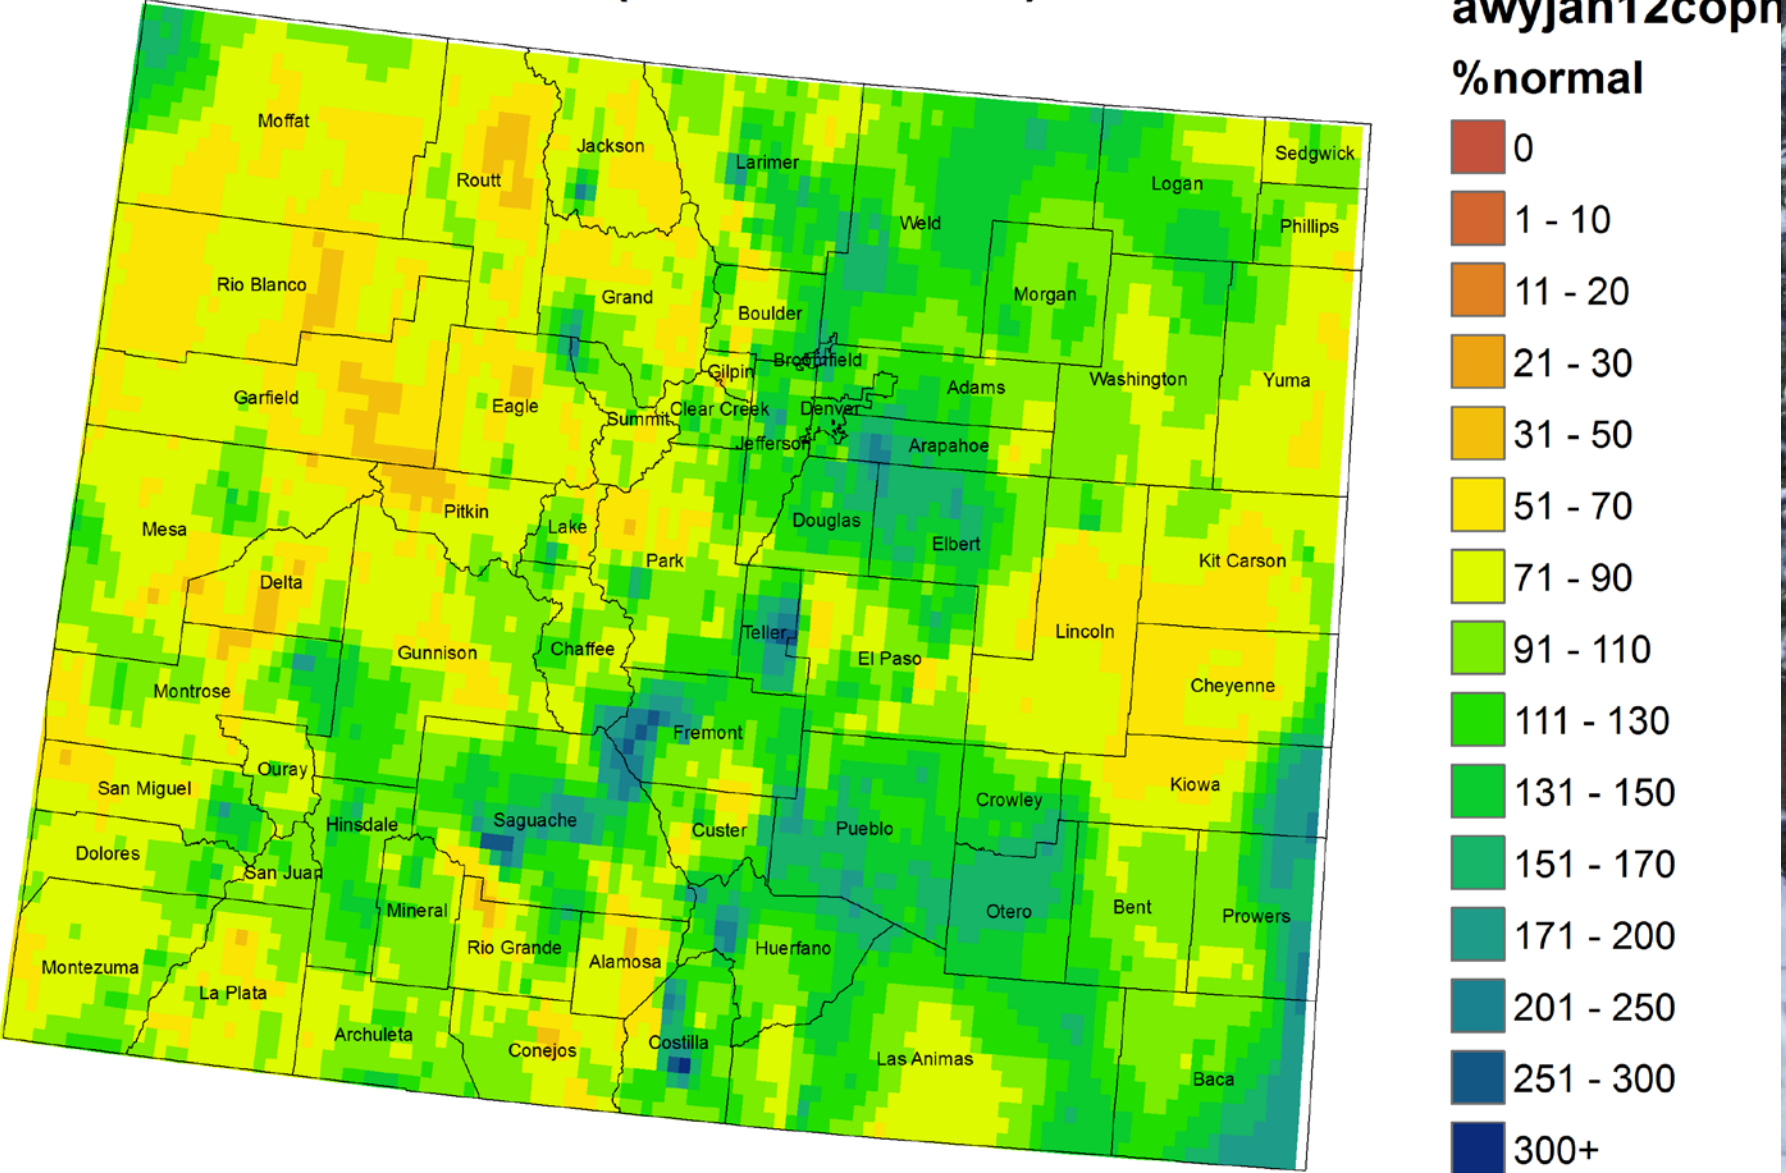 awyjan12coph
%normal
0
1 - 10
11 - 20
21 - 30
31 - 50
51 - 70
71 - 90
91 - 110
111 - 130
131 - 150
151 - 170
171 - 200
201 - 250
251 - 300
300+
Moffat
Routt
Jackson
Larimer
Weld
Logan
Sedgwick
Phillips
Rio Blanco
Grand
Boulder
Morgan
Garfield
Eagle
Summit
Gilpin
Clear Creek
Broomfield
Denver
Jefferson
Adams
Arapahoe
Washington
Yuma
Mesa
Pitkin
Lake
Park
Douglas
Elbert
Kit Carson
Delta
Gunnison
Chaffee
Teller
El Paso
Lincoln
Cheyenne
Montrose
Fremont
Ouray
San Miguel
Hinsdale
Saguache
Custer
Pueblo
Crowley
Kiowa
Dolores
San Juan
Mineral
Rio Grande
Alamosa
Huerfano
Otero
Bent
Prowers
Montezuma
La Plata
Archuleta
Conejos
Costilla
Las Animas
Baca